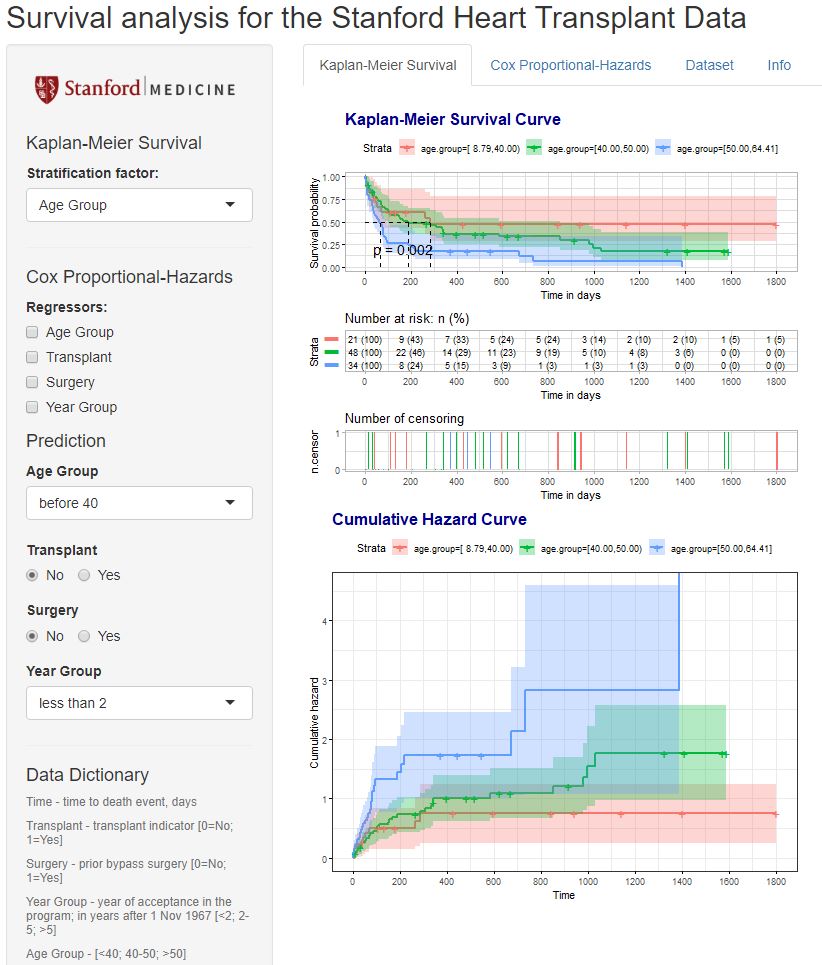 Survival analysis for the Stanford Heart Transplant Data
Stanford MEDICINE
Kaplan-Meier Survival
Stratification factor:
Age Group
Cox Proportional-Hazards
Regressors:
Age Group
Transplant
Surgery
Year Group
Prediction
Age Group
before 40
Transplant
No Yes
Surgery
No Yes
Year Group
less than 2
Data Dictionary
Time - time to death event, days
Transplant - transplant indicator [0=No;
1=Yes]
Surgery - prior bypass surgery [0=No;
1=Yes]
Year Group - year of acceptance in the
program; in years after 1 Nov 1967 [<2; 2-
5; >5]
Age Group - [<40; 40-50; >50]
Kaplan-Meier Survival Cox Proportional-Hazards Dataset Info
Kaplan-Meier Survival Curve
Strata age.group=[ 8.79,40.00) age.group=[40.00,50.00) age.group=[50.00,64.41]
Survival probability
1.00
0.75
0.50
0.25
0.00
p = 0.002
0 200 400 600 800 1000 1200 1400 1600 1800
Time in days
Number at risk: n (%)
Strata
21 (100) 9 (43) 7 (33) 5 (24) 5 (24) 3 (14) 2 (10) 2 (10) 1 (5) 1 (5)
48 (100) 22 (46) 14 (29) 11 (23) 9 (19) 5 (10) 4 (8) 3 (6) 0 (0) 0 (0)
34 (100) 8 (24) 5 (15) 3 (9) 1 (3) 1 (3) 1 (3) 0 (0) 0 (0) 0 (0)
0 200 400 600 800 1000 1200 1400 1600 1800
Time in days
Number of censoring
n.censor
1
0
0 200 400 600 800 1000 1200 1400 1600 1800
Time in days
Cumulative Hazard Curve
Strata age.group=[ 8.79,40.00) age.group=[40.00,50.00) age.group=[50.00,64.41]
Cumulative hazard
4
3
2
1
0
0 200 400 600 800 1000 1200 1400 1600 1800
Time